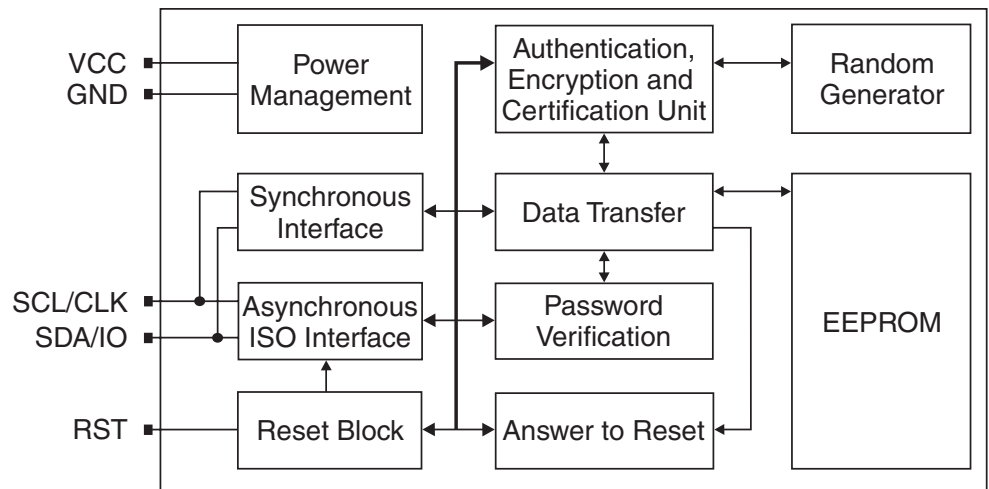 VCC
GND
Power
Management
Authentication,
Encryption and
Certification Unit
Random
Generator
Synchronous
Interface
Data Transfer
EEPROM
SCL/CLK
SDA/IO
Asynchronous
ISO Interface
Password
Verification
RST
Reset Block
Answer to Reset